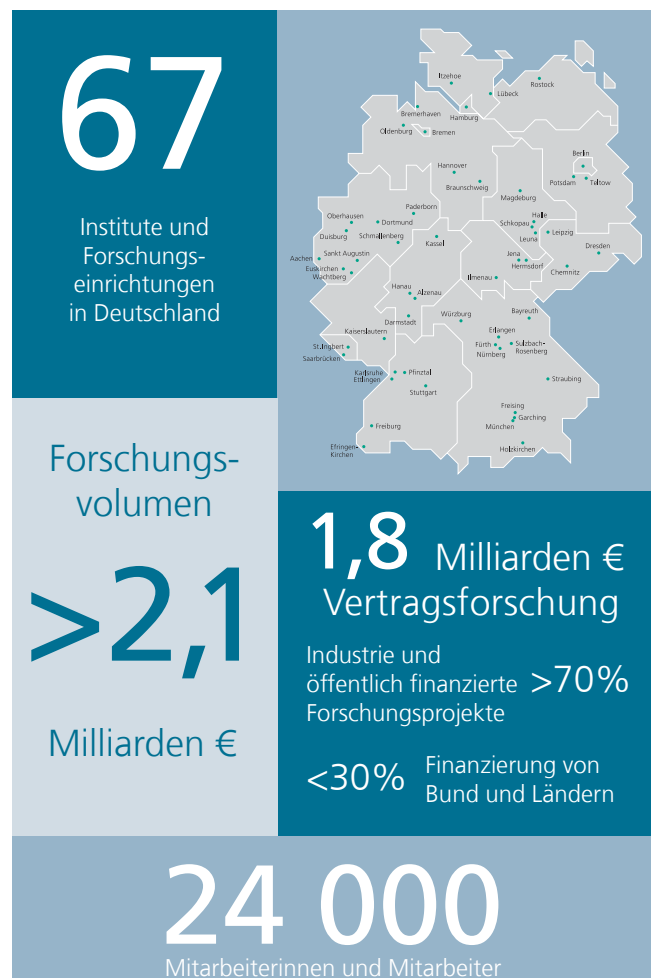 67
Institute und
Forschungs-
einrichtungen
in Deutschland
Itzehoe
Rostock
Lübeck
Bremerhaven
Hamburg
Oldenburg
Bremen
Berlin
Hannover
Potsdam
Teltow
Braunschweig
Magdeburg
Paderborn
Oberhausen
Dortmund
Halle
Schkopau
Leipzig
Duisburg
Schmallenberg
Kassel
Leuna
Dresden
Aachen
Sankt Augustin
Jena
Euskirchen
Hermsdorf
Chemnitz
Wachtberg
Ilmenau
Hanau
Alzenau
Darmstadt
Würzburg
Bayreuth
Kaiserslautern
Erlangen
St.Ingbert
Fürth
Sulzbach-
Rosenberg
Saarbrücken
Nürnberg
Karlsruhe
Pfinztal
Ettlingen
Straubing
Stuttgart
Freising
Garching
Freiburg
München
Efringen-
Kirchen
Holzkirchen
Forschungs-
volumen
>2,1
Milliarden €
1,8 Milliarden €
Vertragsforschung
Industrie und
öffentlich finanzierte >70%
Forschungsprojekte
<30% Finanzierung von
Bund und Ländern
24 000
Mitarbeiterinnen und Mitarbeiter